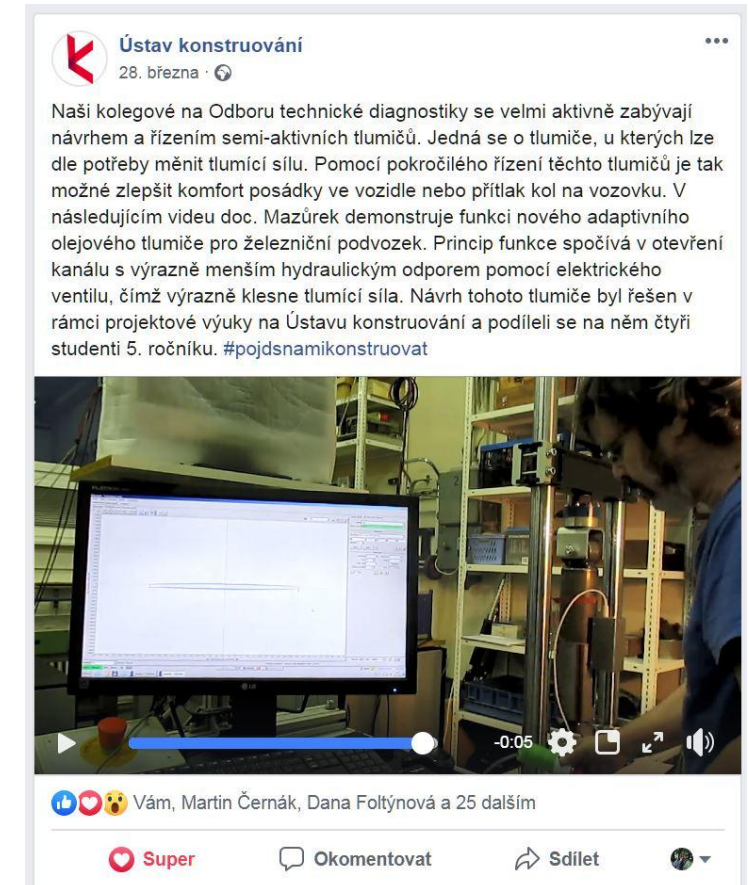 Ústav konstruování
28. března ·
Naši kolegové na Odboru technické diagnostiky se velmi aktivně zabývají
návrhem a řízením semi-aktivních tlumičů. Jedná se o tlumiče, u kterých lze
dle potřeby měnit tlumící sílu. Pomocí pokročilého řízení těchto tlumičů je tak
možné zlepšit komfort posádky ve vozidle nebo přítlak kol na vozovku. V
následujícím videu doc. Mazůrek demonstruje funkci nového adaptivního
olejového tlumiče pro železniční podvozek. Princip funkce spočívá v otevření
kanálu s výrazně menším hydraulickým odporem pomocí elektrického
ventilu, čímž výrazně klesne tlumící síla. Návrh tohoto tlumiče byl řešen v
rámci projektové výuky na Ústavu konstruování a podíleli se na něm čtyři
studenti 5. ročníku. #pojdsnamikonstruovat
LG
-0:05
Vám, Martin Černák, Dana Foltýnová a 25 dalším
Super Okomentovat Sdílet